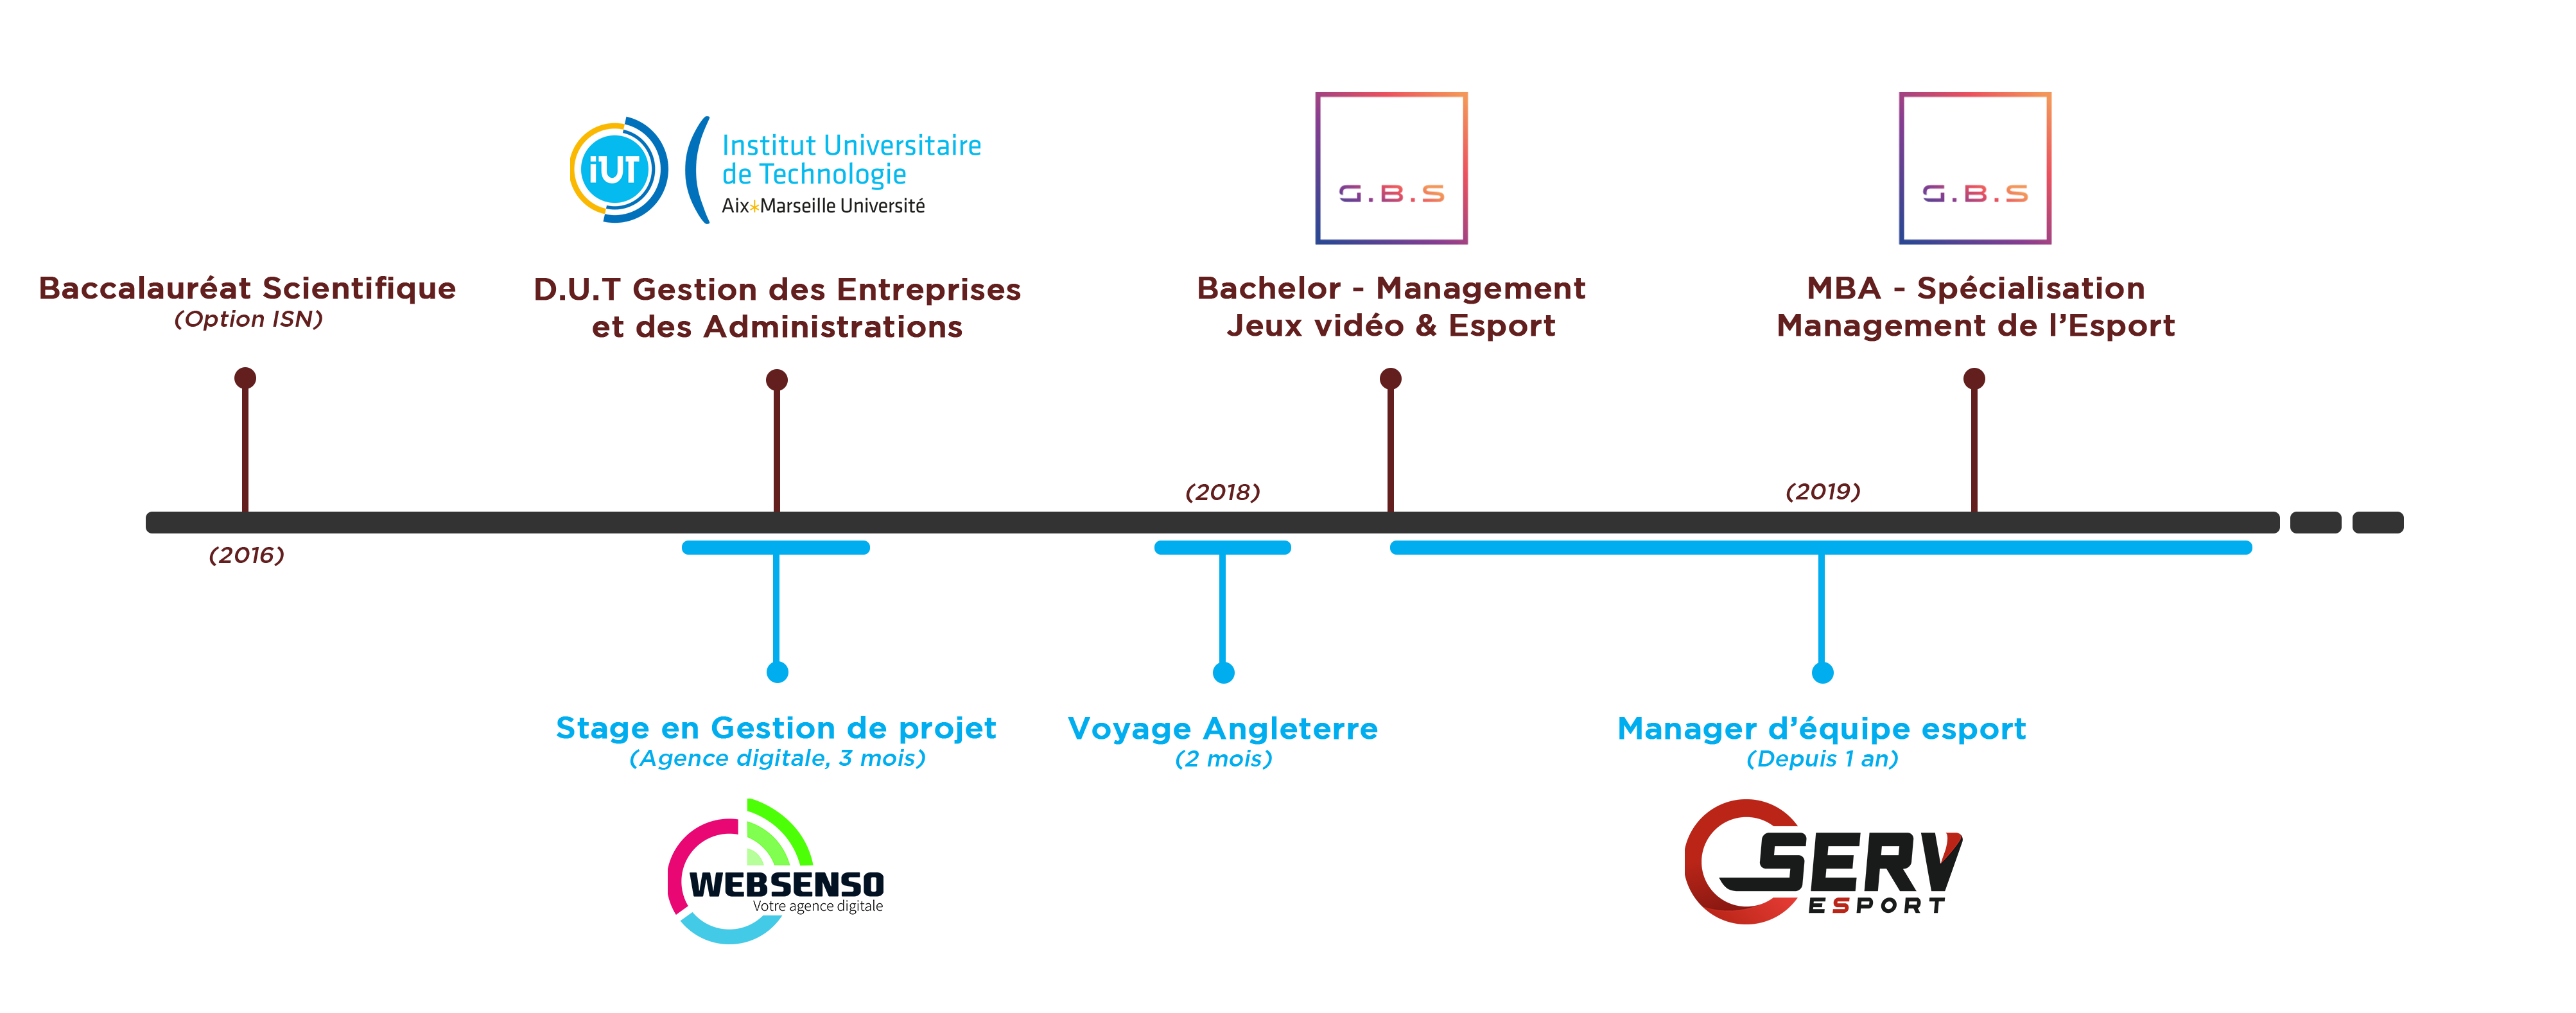 iUT
Institut Universitaire
de Technologie
Aix*Marseille Université
G.B.S
G.B.S
Baccalauréat Scientifique
(Option ISN)
D.U.T Gestion des Entreprises
et des Administrations
Bachelor - Management
Jeux vidéo & Esport
MBA - Spécialisation
Management de l'Esport
(2018)
(2019)
(2016)
Stage en Gestion de projet
(Agence digitale, 3 mois)
Voyage Angleterre
(2 mois)
Manager d'équipe esport
(Depuis 1 an)
WEBSENSO
Votre agence digitale
SERV
ESPORT